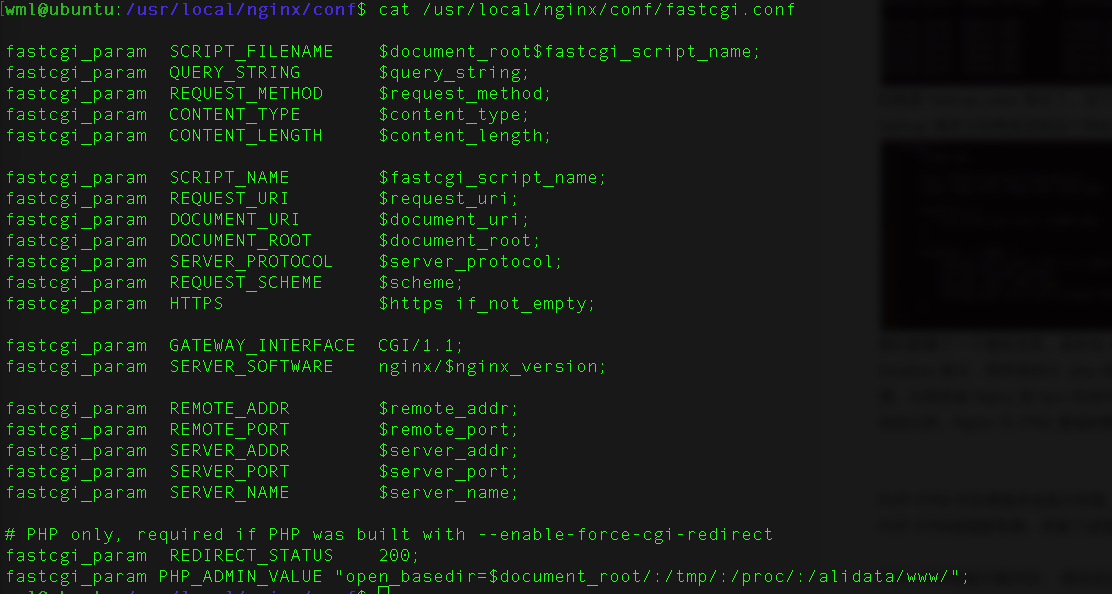 [wml@ubuntu:/usr/local/nginx/conf$ cat /usr/local/nginx/conf/fastcgi.conf
fastcgi_param  SCRIPT_FILENAME    $document_root$fastcgi_script_name;
fastcgi_param  QUERY_STRING       $query_string;
fastcgi_param  REQUEST_METHOD     $request_method;
fastcgi_param  CONTENT_TYPE       $content_type;
fastcgi_param  CONTENT_LENGTH     $content_length;
fastcgi_param  SCRIPT_NAME        $fastcgi_script_name;
fastcgi_param  REQUEST_URI        $request_uri;
fastcgi_param  DOCUMENT_URI       $document_uri;
fastcgi_param  DOCUMENT_ROOT      $document_root;
fastcgi_param  SERVER_PROTOCOL    $server_protocol;
fastcgi_param  REQUEST_SCHEME     $scheme;
fastcgi_param  HTTPS              $https if_not_empty;
fastcgi_param  GATEWAY_INTERFACE  CGI/1.1;
fastcgi_param  SERVER_SOFTWARE    nginx/$nginx_version;
fastcgi_param  REMOTE_ADDR        $remote_addr;
fastcgi_param  REMOTE_PORT        $remote_port;
fastcgi_param  SERVER_ADDR        $server_addr;
fastcgi_param  SERVER_PORT        $server_port;
fastcgi_param  SERVER_NAME        $server_name;
# PHP only, required if PHP was built with --enable-force-cgi-redirect
fastcgi_param  REDIRECT_STATUS    200;
fastcgi_param PHP_ADMIN_VALUE "open_basedir=$document_root/:/tmp/:/proc/:/alidata/www/";